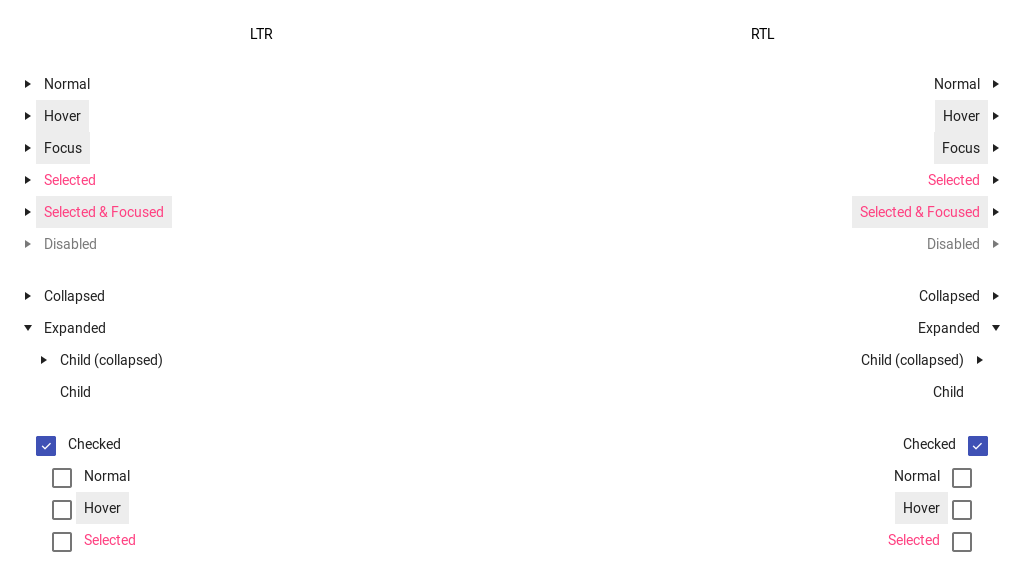 LTR
Normal
Hover
Focus
Selected
Selected & Focused
Disabled
Collapsed
Expanded
Child (collapsed)
Child
Checked
Normal
Hover
Selected
RTL
Normal
Hover
Focus
Selected
Selected & Focused
Disabled
Collapsed
Expanded
Child (collapsed)
Child
Checked
Normal
Hover
Selected